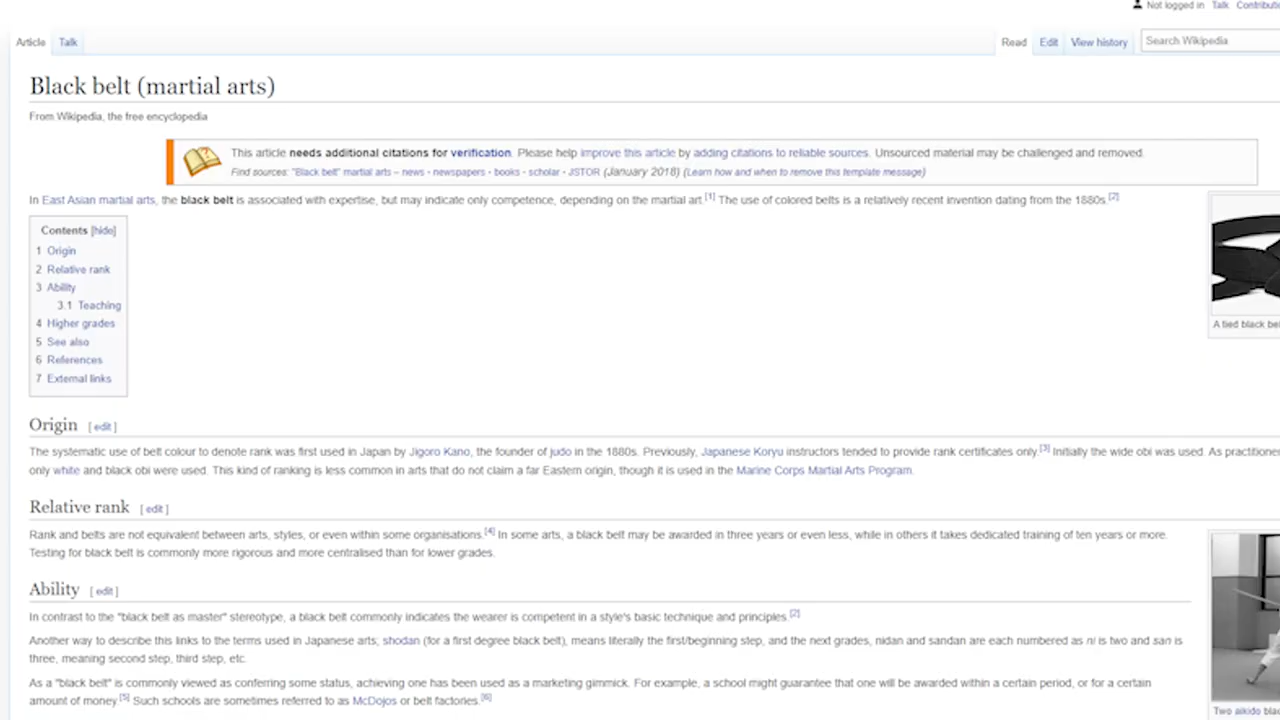 Not logged in Talk
Article Talk Read Edit View history Search Wikipedia
Black belt (martial arts)
From Wikipedia, the free encyclopedia
This article needs additional citations for verification. Please help improve this article by adding citations to reliable sources. Unsourced material may be challenged and removed.
Find sources: "Black belt" martial arts – news · newspapers · books · scholar · JSTOR (January 2018) (Learn how and when to remove this template message)
In East Asian martial arts, the black belt is associated with expertise, but may indicate only competence, depending on the martial art.[1] The use of colored belts is a relatively recent invention dating from the 1880s.[2]
Contents [hide]
1 Origin
2 Relative rank
3 Ability
3.1 Teaching
4 Higher grades
5 See also
6 References
7 External links
A tied black
Origin [ edit ]
The systematic use of belt colour to denote rank was first used in Japan by Jigoro Kano, the founder of judo in the 1880s. Previously, Japanese Koryu instructors tended to provide rank certificates only.[3] Initially the wide obi was used. As
only white and black obi were used. This kind of ranking is less common in arts that do not claim a far Eastern origin, though it is used in the Marine Corps Martial Arts Program.
Relative rank [ edit ]
Rank and belts are not equivalent between arts, styles, or even within some organisations.[4] In some arts, a black belt may be awarded in three years or even less, while in others it takes dedicated training of ten years or more.
Testing for black belt is commonly more rigorous and more centralised than for lower grades.
Ability [ edit ]
In contrast to the "black belt as master" stereotype, a black belt commonly indicates the wearer is competent in a style's basic technique and principles.[2]
Another way to describe this links to the terms used in Japanese arts; shodan (for a first degree black belt), means literally the first/beginning step, and the next grades, nidan and sandan are each numbered as ni is two and san is
three, meaning second step, third step, etc.
As a "black belt" is commonly viewed as conferring some status, achieving one has been used as a marketing gimmick. For example, a school might guarantee that one will be awarded within a certain period, or for a certain
amount of money.[5] Such schools are sometimes referred to as McDojos or belt factories.[6]
Two aikido